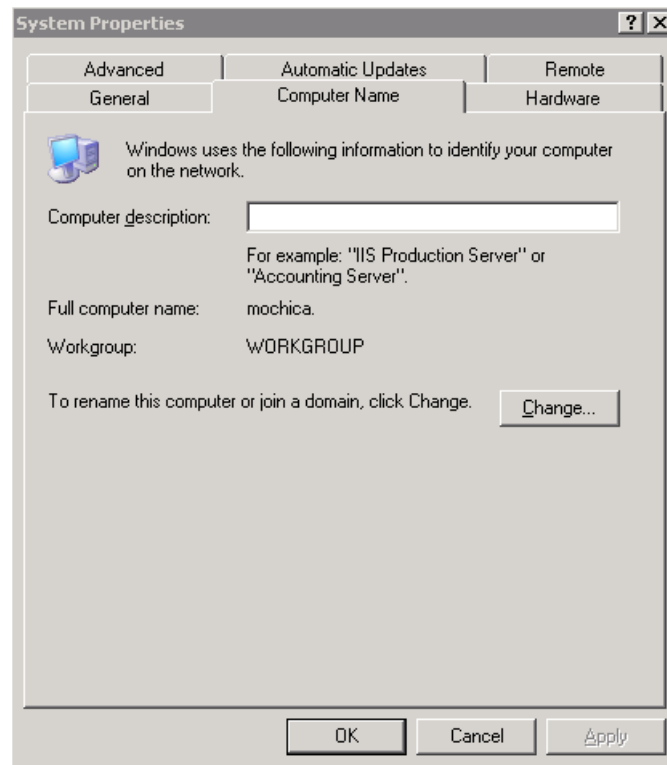 System Properties
Advanced
Automatic Updates
Remote
General
Computer Name
Hardware
Windows uses the following information to identify your computer
on the network.
Computer description:
For example: "IIS Production Server" or
"Accounting Server".
Full computer name:
mochica.
Workgroup:
WORKGROUP
To rename this computer or join a domain, click Change.
Change...
OK
Cancel
Apply